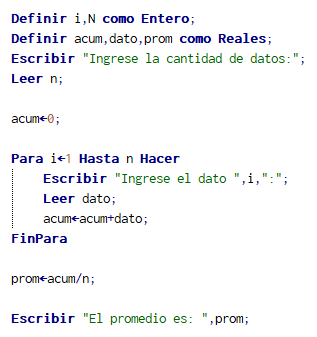 Definir i,N como Entero;
Definir acum,dato,prom como Reales;
Escribir "Ingrese la cantidad de datos:";
Leer n;
acum←0;
Para i←1 Hasta n Hacer
Escribir "Ingrese el dato ",i,":";
Leer dato;
acum←acum+dato;
FinPara
prom←acum/n;
Escribir "El promedio es: ",prom;